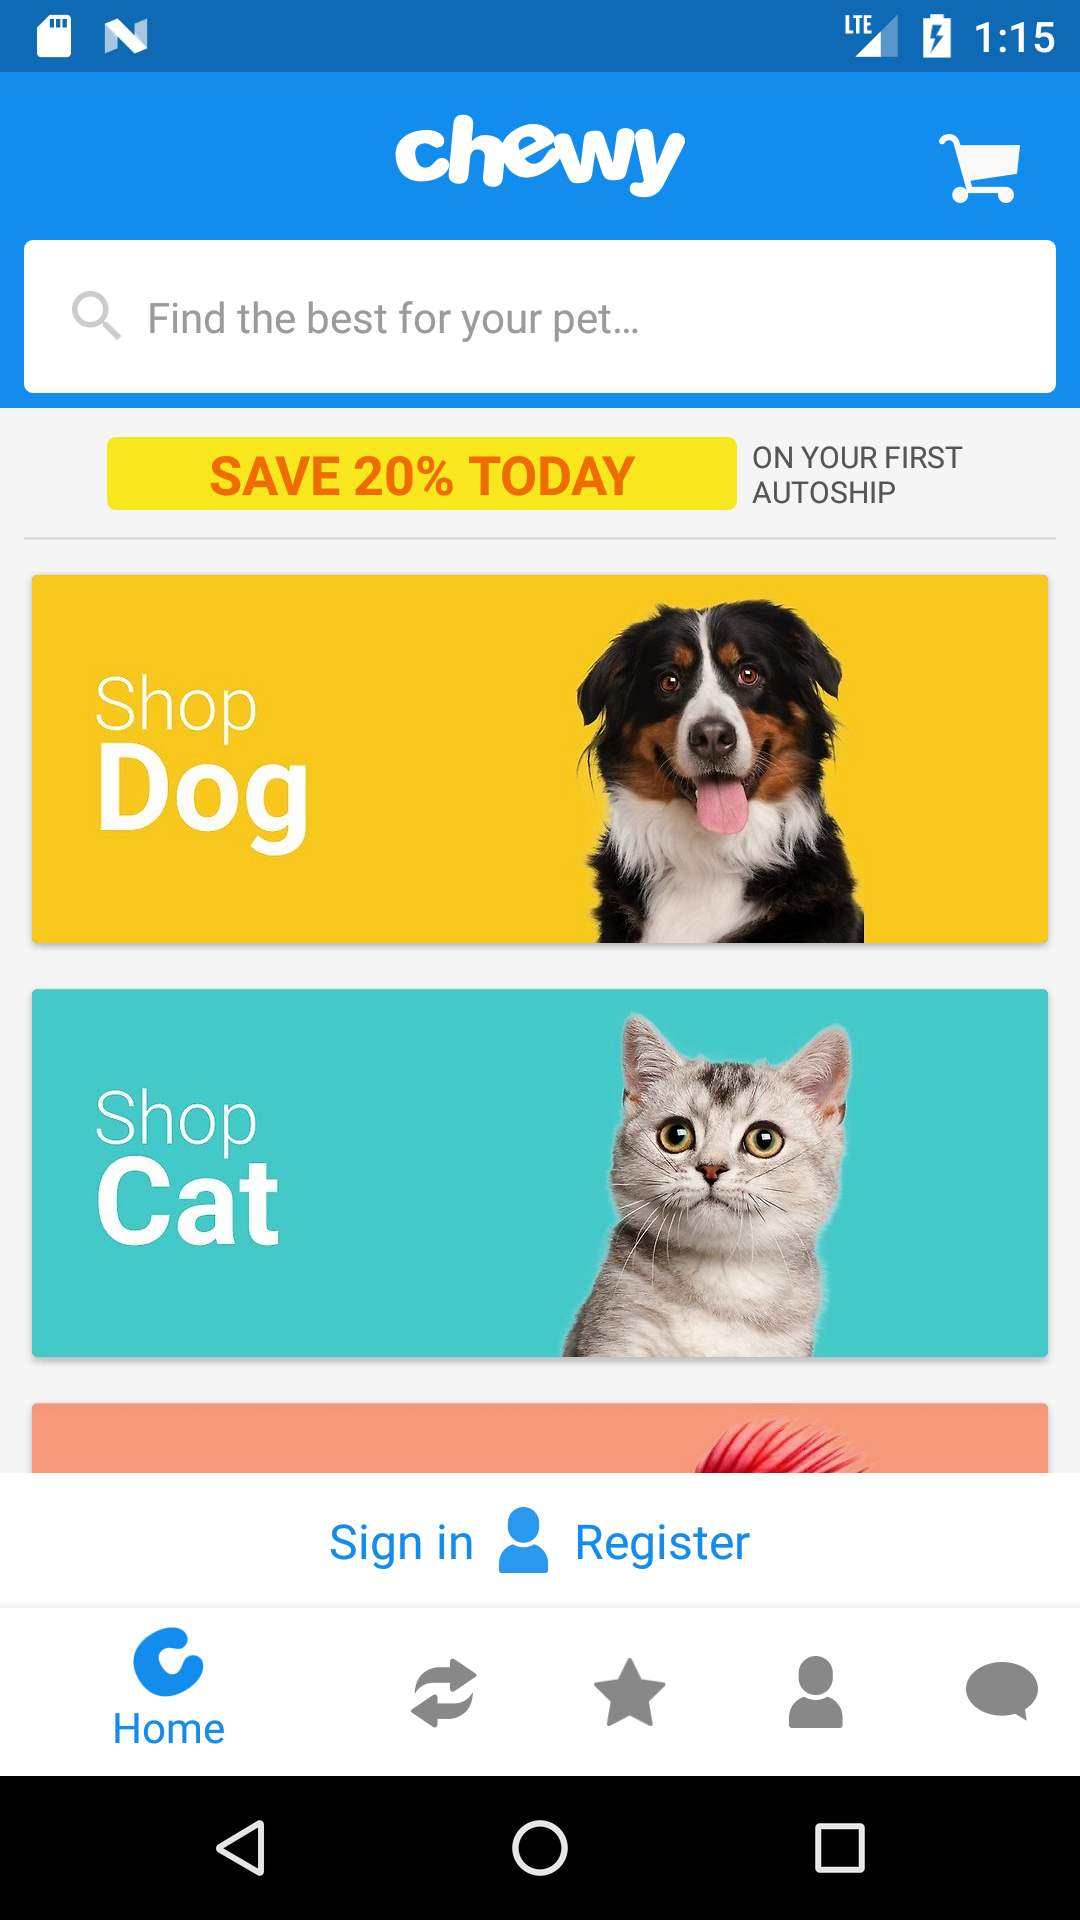 LTE 1:15
chewy
Find the best for your pet...
SAVE 20% TODAY
ON YOUR FIRST
AUTOSHIP
Shop
Dog
Shop
Cat
Sign in Register
Home